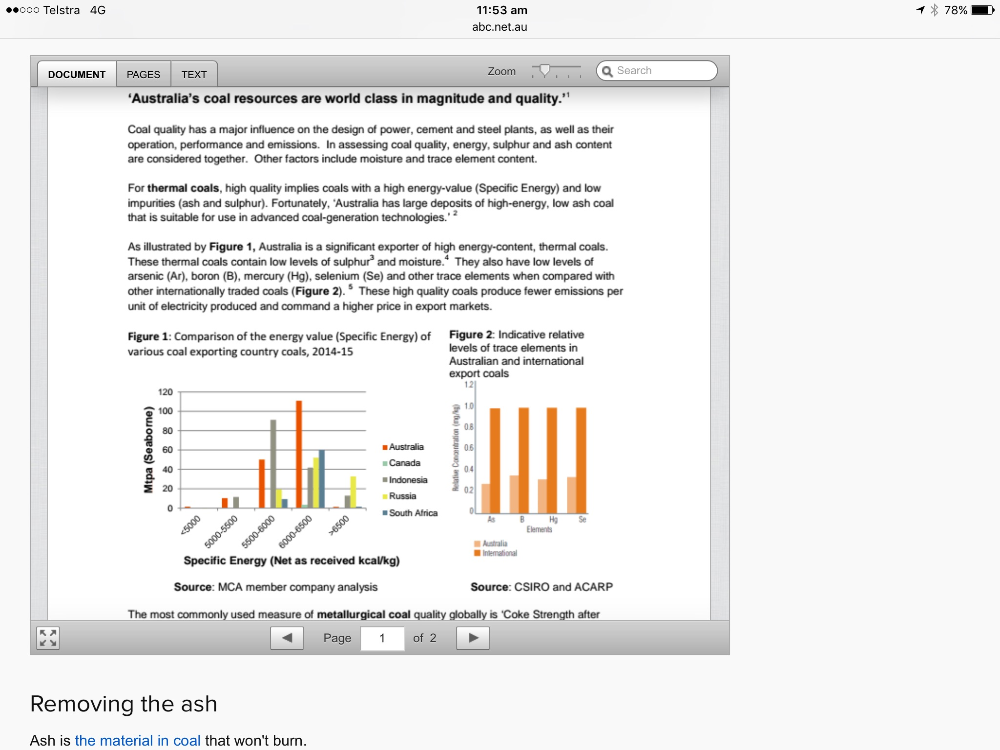 Telstra 4G 11:53 am 78%
abc.net.au
DOCUMENT PAGES TEXT Zoom Search
‘Australia’s coal resources are world class in magnitude and quality.’1
Coal quality has a major influence on the design of power, cement and steel plants, as well as their
operation, performance and emissions. In assessing coal quality, energy, sulphur and ash content
are considered together. Other factors include moisture and trace element content.
For thermal coals, high quality implies coals with a high energy-value (Specific Energy) and low
impurities (ash and sulphur). Fortunately, ‘Australia has large deposits of high-energy, low ash coal
that is suitable for use in advanced coal-generation technologies.’ 2
As illustrated by Figure 1, Australia is a significant exporter of high energy-content, thermal coals.
These thermal coals contain low levels of sulphur3 and moisture.4 They also have low levels of
arsenic (Ar), boron (B), mercury (Hg), selenium (Se) and other trace elements when compared with
other internationally traded coals (Figure 2). 5 These high quality coals produce fewer emissions per
unit of electricity produced and command a higher price in export markets.
Figure 1: Comparison of the energy value (Specific Energy) of
various coal exporting country coals, 2014-15
120
100
80
60
40
20
0
Mtpa (Seaborne)
<5000
5000-5500
5500-6000
6000-6500
>6500
Specific Energy (Net as received kcal/kg)
Australia
Canada
Indonesia
Russia
South Africa
Source: MCA member company analysis
Figure 2: Indicative relative
levels of trace elements in
Australian and international
export coals
1.2
1.0
0.8
0.6
0.4
0.2
0
Relative Concentration (mg/kg)
As B Hg Se
Elements
Australia
International
Source: CSIRO and ACARP
The most commonly used measure of metallurgical coal quality globally is ‘Coke Strength after
Page 1 of 2
Removing the ash
Ash is the material in coal that won't burn.